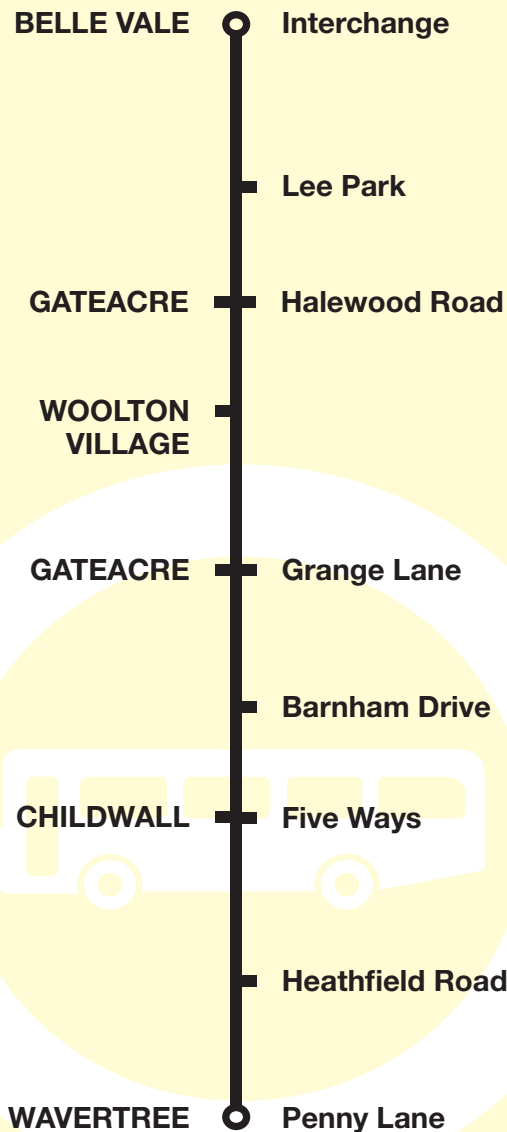 BELLE VALE Interchange
Lee Park
GATEACRE Halewood Road
WOOLTON
VILLAGE
GATEACRE Grange Lane
Barnham Drive
CHILDWALL Five Ways
Heathfield Road
WAVERTREE Penny Lane